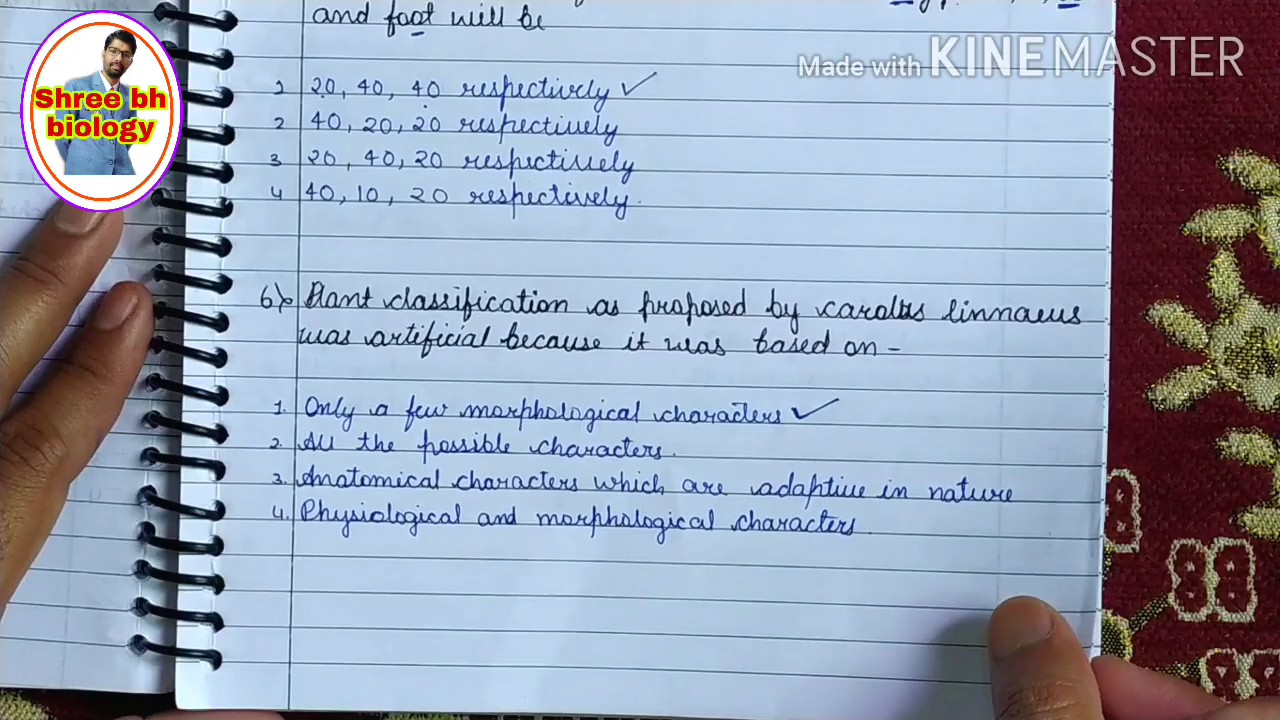 and foot will be
Made with KINEMASTER
Shree bh
biology
1 20, 40, 40 respectively ✓
2 40, 20, 20 respectively
3 20, 40, 20 respectively
4 40, 10, 20 respectively.
6) Plant classification as proposed by carolus linnaeus
was artificial because it was based on -
1. Only a few morphological characters ✓
2. All the possible characters.
3. Anatomical characters which are adaptive in nature
4. Physiological and morphological characters.